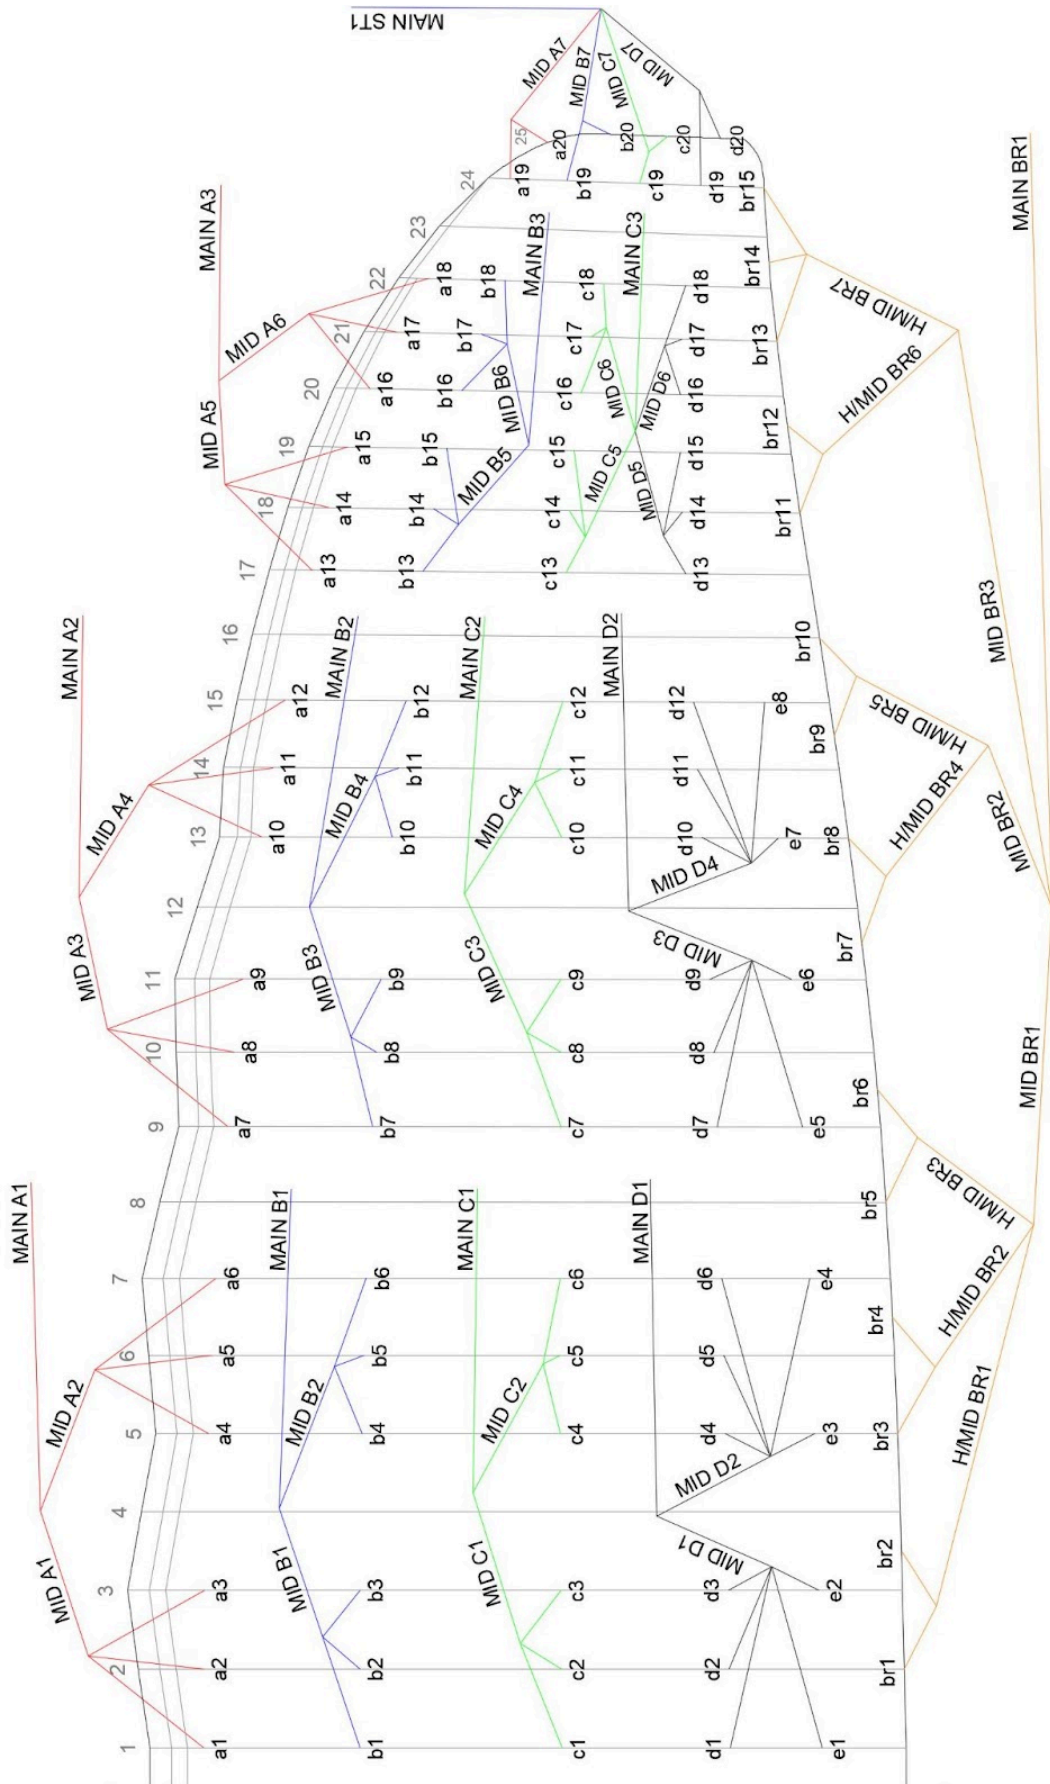 MAIN ST1
MID A7
MID B7
MID C7
MID D7
25
a20
b20
c20
d20
24
a19
b19
c19
d19
br15
MAIN A3
MAIN B3
MAIN C3
MAIN BR1
23
22
a18
b18
c18
d18
br14
MID A6
21
a17
b17
c17
d17
br13
H/MID BR7
20
a16
b16
MID B6
c16
MID C6
MID D6
d16
br12
H/MID BR6
MID A5
19
a15
b15
MID B5
c15
MID C5
MID D5
d15
18
a14
b14
c14
d14
br11
17
a13
b13
c13
d13
MAIN A2
16
MAIN B2
MAIN C2
MAIN D2
br10
MID BR3
15
a12
b12
c12
d12
e8
br9
H/MID BR5
14
a11
b11
c11
d11
MID A4
MID B4
MID C4
13
a10
b10
c10
d10
e7
br8
H/MID BR4
MID BR2
MID D4
12
MID A3
MID B3
MID C3
MID D3
br7
11
a9
b9
c9
d9
e6
10
a8
b8
c8
d8
br6
MID BR1
9
a7
b7
c7
d7
e5
MAIN A1
8
MAIN B1
MAIN C1
MAIN D1
br5
H/MID BR3
7
a6
b6
c6
d6
e4
br4
H/MID BR2
6
a5
b5
c5
d5
MID A2
MID B2
MID C2
5
a4
b4
c4
d4
e3
br3
H/MID BR1
MID D2
4
MID A1
MID B1
MID C1
MID D1
br2
3
a3
b3
c3
d3
e2
2
a2
b2
c2
d2
br1
1
a1
b1
c1
d1
e1